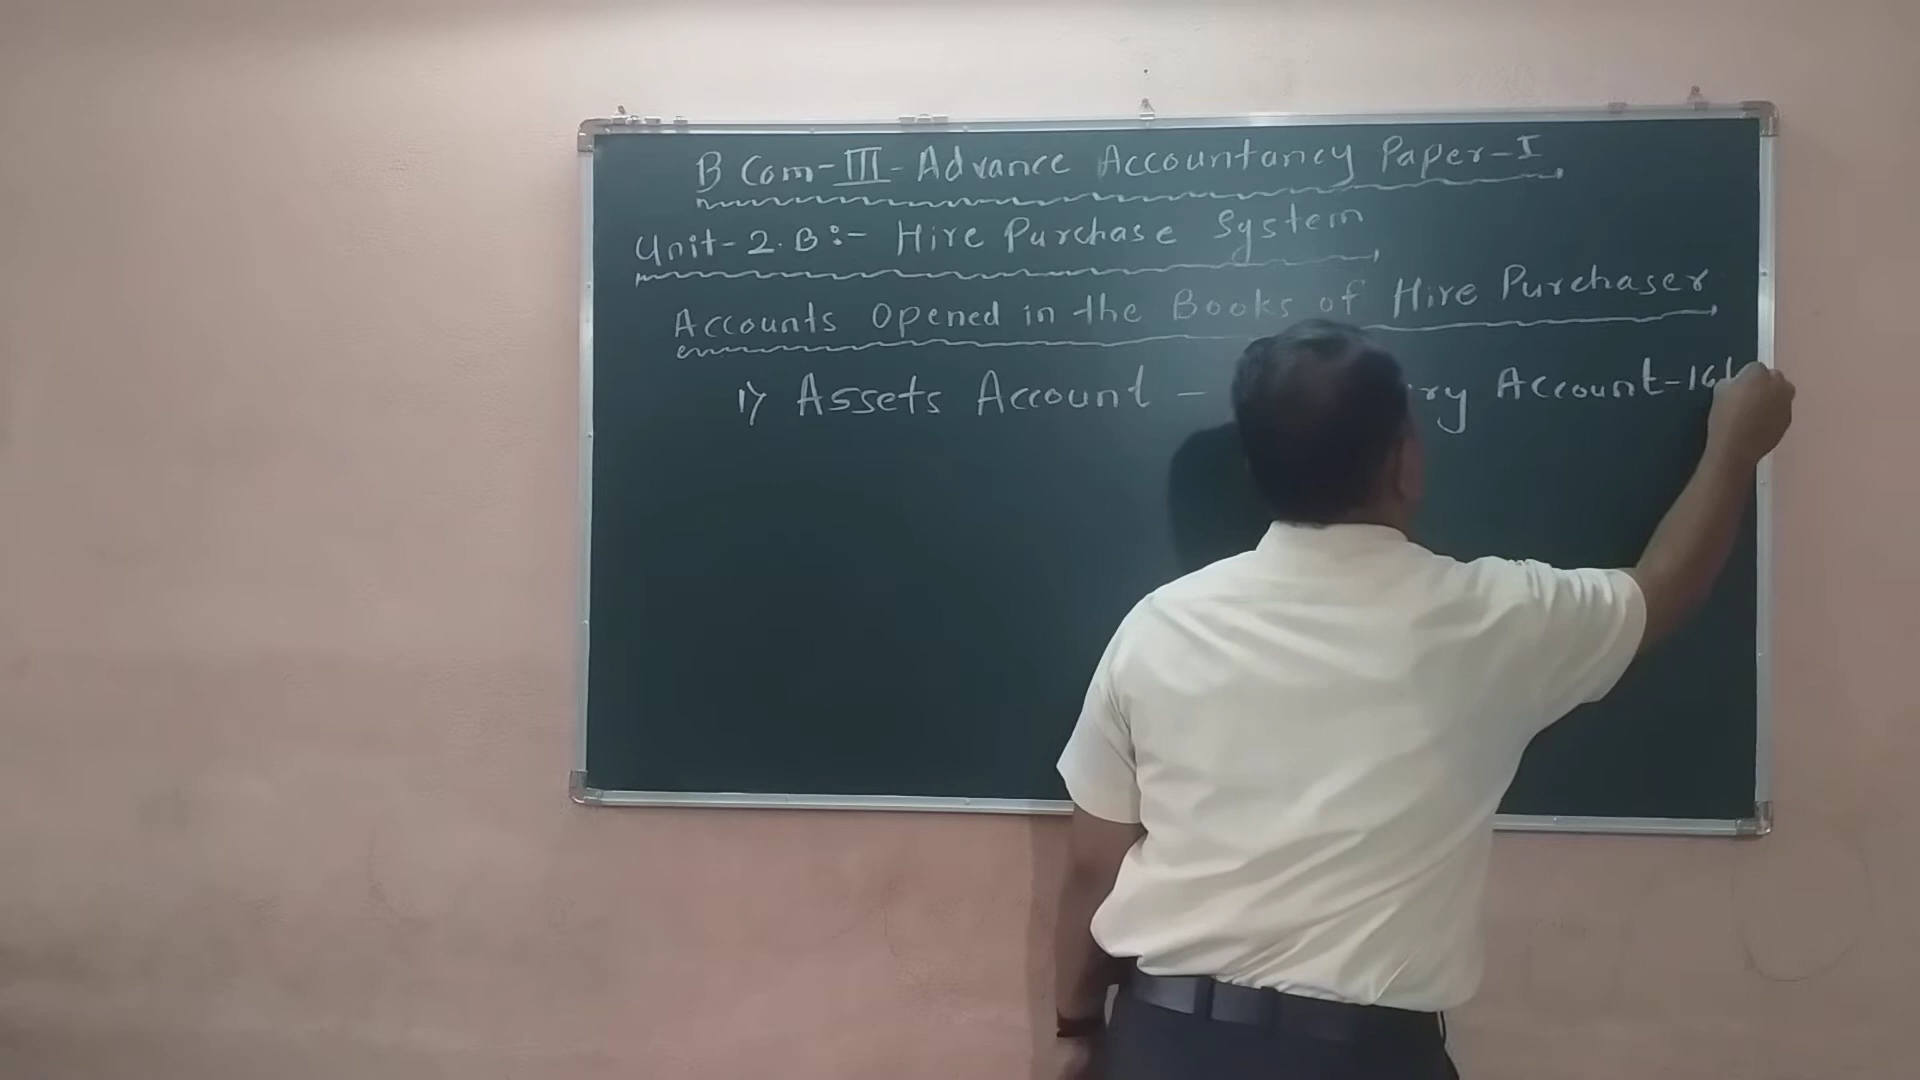 B Com-III-Advance Accountancy Paper-I
Unit-2.B:- Hire Purchase System
Accounts Opened in the Books of Hire Purchaser
1) Assets Account - Account-